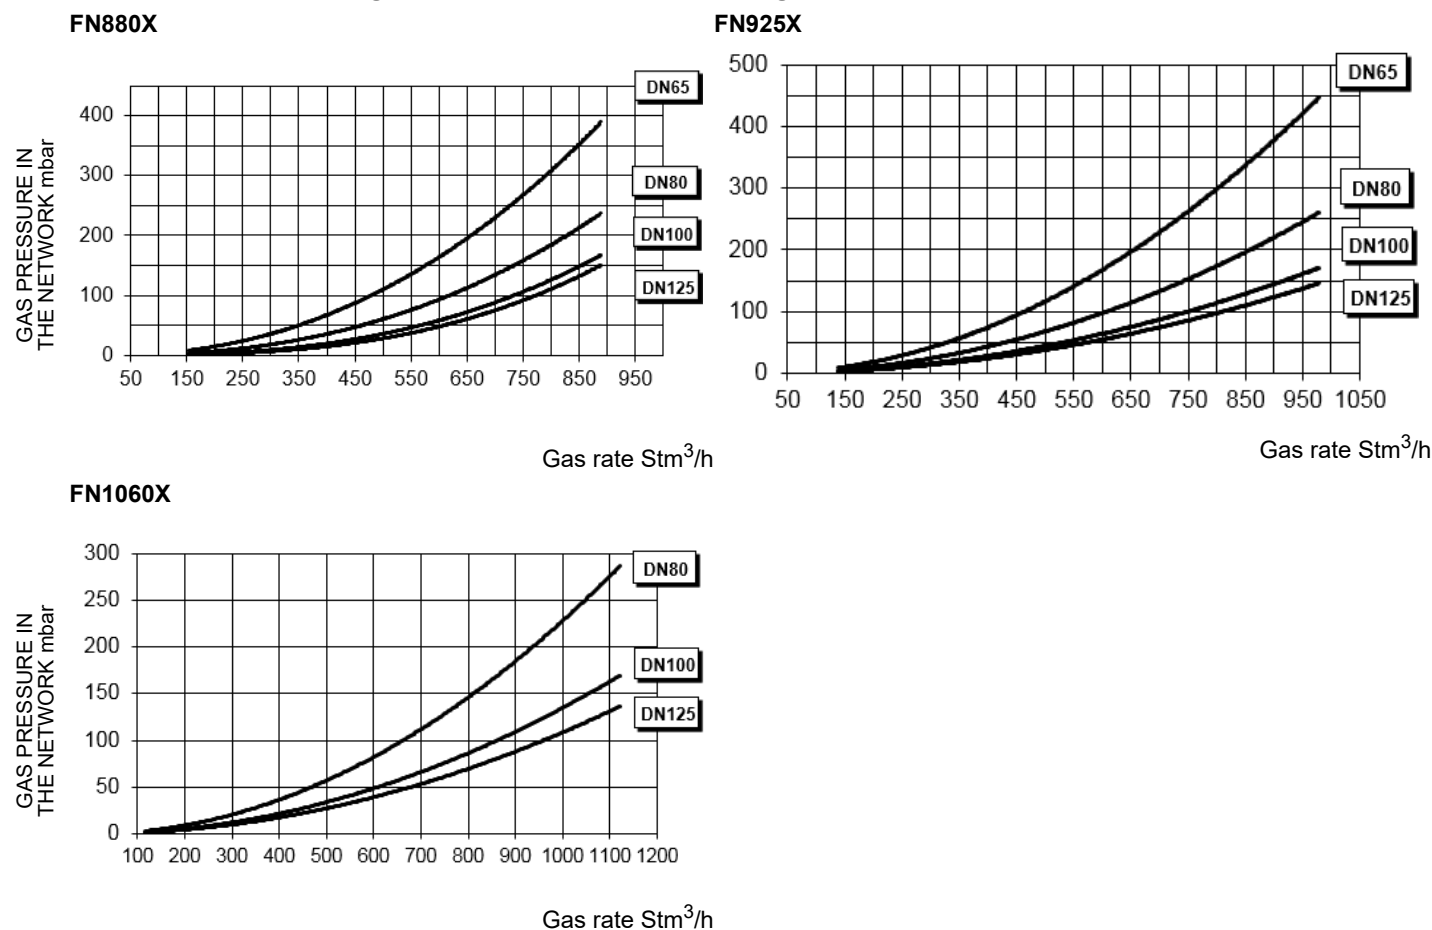 FN880X
GAS PRESSURE IN
THE NETWORK mbar
400
300
200
100
0
50 150 250 350 450 550 650 750 850 950
DN65
DN80
DN100
DN125
Gas rate Stm³/h
FN925X
500
400
300
200
100
0
50 150 250 350 450 550 650 750 850 950 1050
DN65
DN80
DN100
DN125
Gas rate Stm³/h
FN1060X
GAS PRESSURE IN
THE NETWORK mbar
300
250
200
150
100
50
0
100 200 300 400 500 600 700 800 900 1000 1100 1200
DN80
DN100
DN125
Gas rate Stm³/h